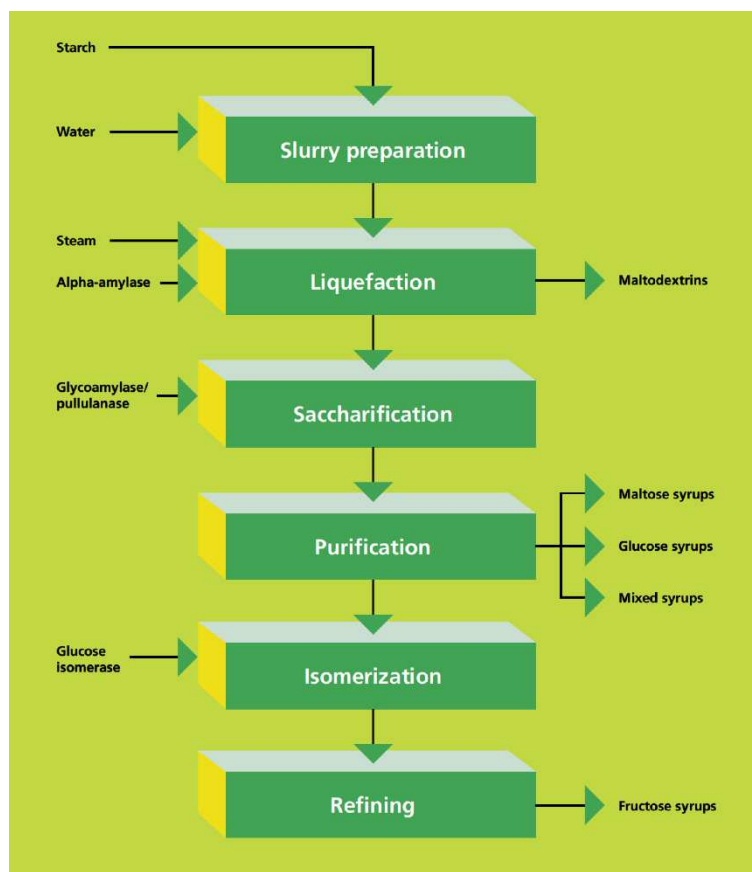 Starch
Water
Slurry preparation
Steam
Alpha-amylase
Liquefaction
Maltodextrins
Glycoamylase/
pullulanase
Saccharification
Purification
Maltose syrups
Glucose syrups
Mixed syrups
Glucose
isomerase
Isomerization
Refining
Fructose syrups